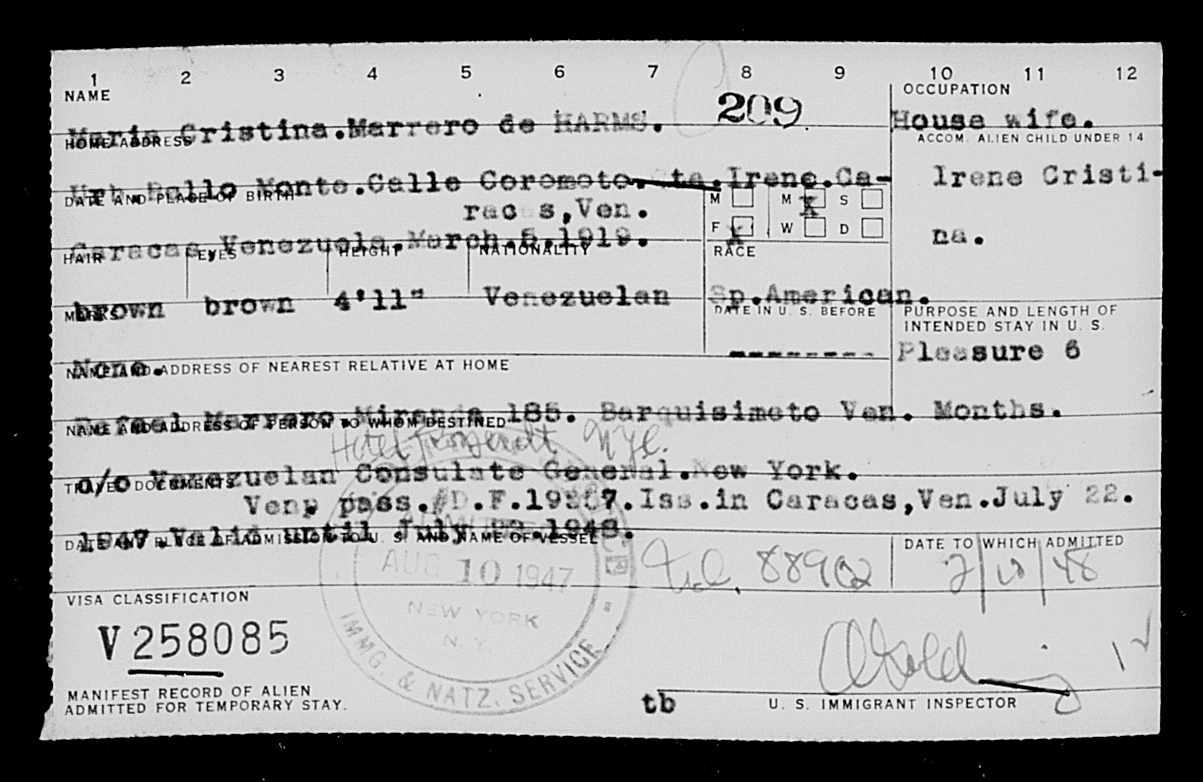 1 2 3 4 5 6 7 8 9 10 11 12
NAME
OCCUPATION
209
Maria Cristina.Marrero de HARMS.
House wife.
HOME ADDRESS
ACCOM. ALIEN CHILD UNDER 14
Urb.Bello Monte.Calle Coromoto. ta.Irene.Ca-
Irene Cristi-
DATE AND PLACE OF BIRTH
M M X S
racas,Ven.
F X W D
na.
Caracas,Venezuela.March.5.1919.
HAIR EYES HEIGHT NATIONALITY RACE
brown brown 4'11" Venezuelan Sp.American.
MARKS
DATE IN U. S. BEFORE
PURPOSE AND LENGTH OF
INTENDED STAY IN U. S.
None.
---------
Pleasure 6
NAME AND ADDRESS OF NEAREST RELATIVE AT HOME
Rafael Marrero.Miranda 185. Barquisimeto Ven. Months.
NAME AND ADDRESS OF PERSON TO WHOM DESTINED
Hotel NYC.
c/o Venezuelan Consulate General.New York.
TRAVEL DOCUMENTS
Ven. pass.#D.F.19267.Iss.in Caracas,Ven.July 22.
1947.Valid until July 22.1948.
DATE AND PLACE OF ADMISSION TO U. S. AND NAME OF VESSEL
DATE TO WHICH ADMITTED
AUG 10 1947
88902
2/10/48
NEW YORK
N. Y.
IMMG. & NATZ. SERVICE
VISA CLASSIFICATION
V 258085
12
MANIFEST RECORD OF ALIEN
ADMITTED FOR TEMPORARY STAY.
tb
U. S. IMMIGRANT INSPECTOR